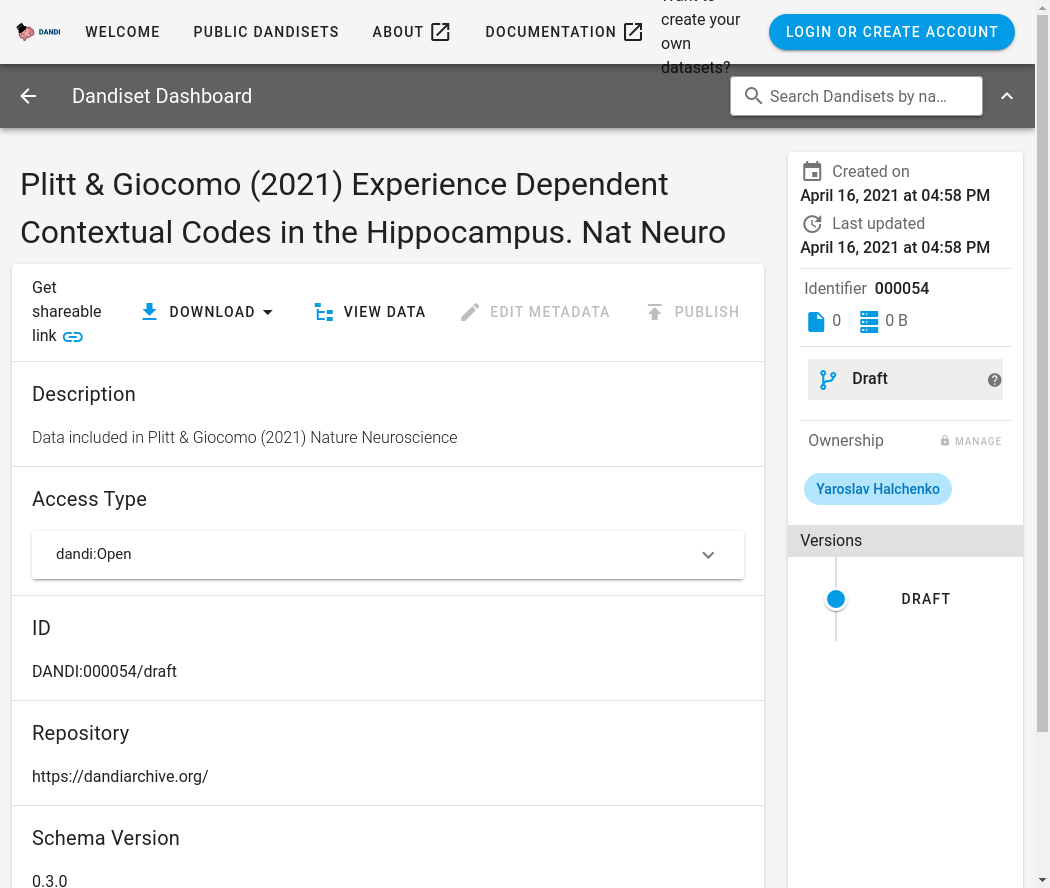 DANDI
WELCOME
PUBLIC DANDISETS
ABOUT
DOCUMENTATION
create your
own
datasets?
LOGIN OR CREATE ACCOUNT
Dandiset Dashboard
Search Dandisets by na...
Plitt & Giocomo (2021) Experience Dependent
Contextual Codes in the Hippocampus. Nat Neuro
Get
shareable
link
DOWNLOAD
VIEW DATA
EDIT METADATA
PUBLISH
Description
Data included in Plitt & Giocomo (2021) Nature Neuroscience
Access Type
dandi:Open
ID
DANDI:000054/draft
Repository
https://dandiarchive.org/
Schema Version
0.3.0
Created on
April 16, 2021 at 04:58 PM
Last updated
April 16, 2021 at 04:58 PM
Identifier 000054
0 0 B
Draft
Ownership
MANAGE
Yaroslav Halchenko
Versions
DRAFT